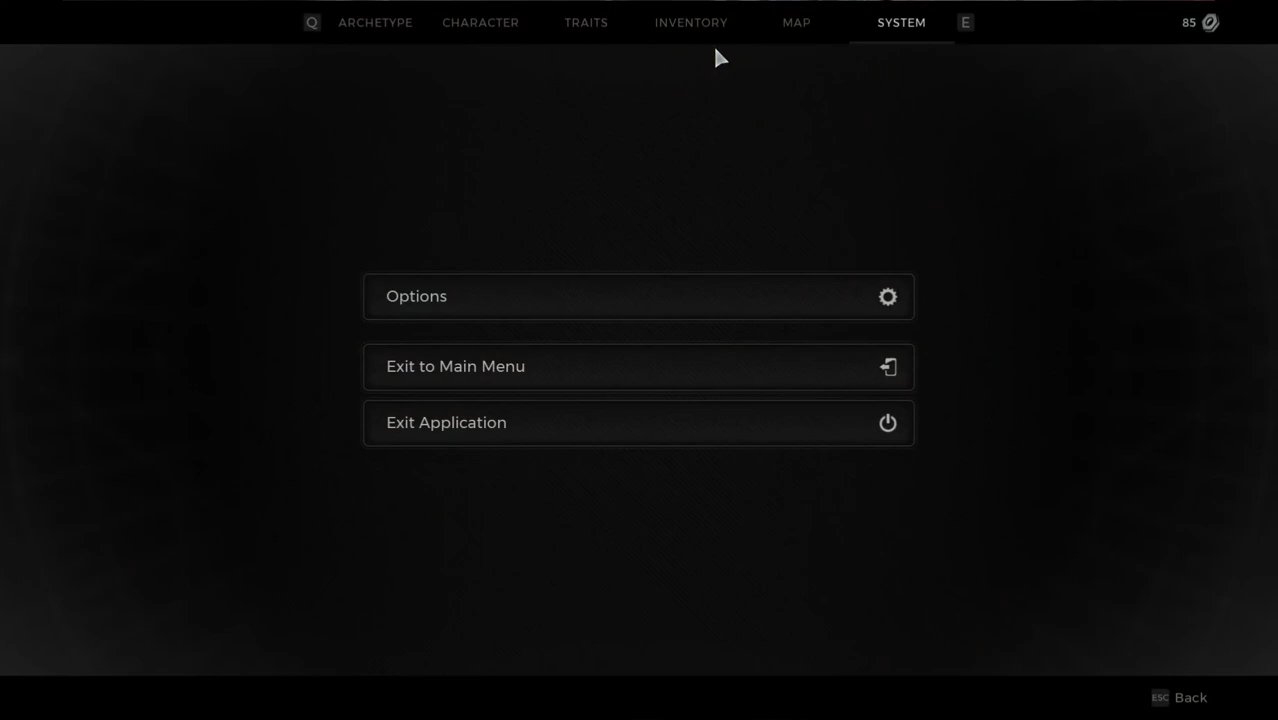 Q ARCHETYPE CHARACTER TRAITS INVENTORY MAP SYSTEM E 85
Options
Exit to Main Menu
Exit Application
ESC Back